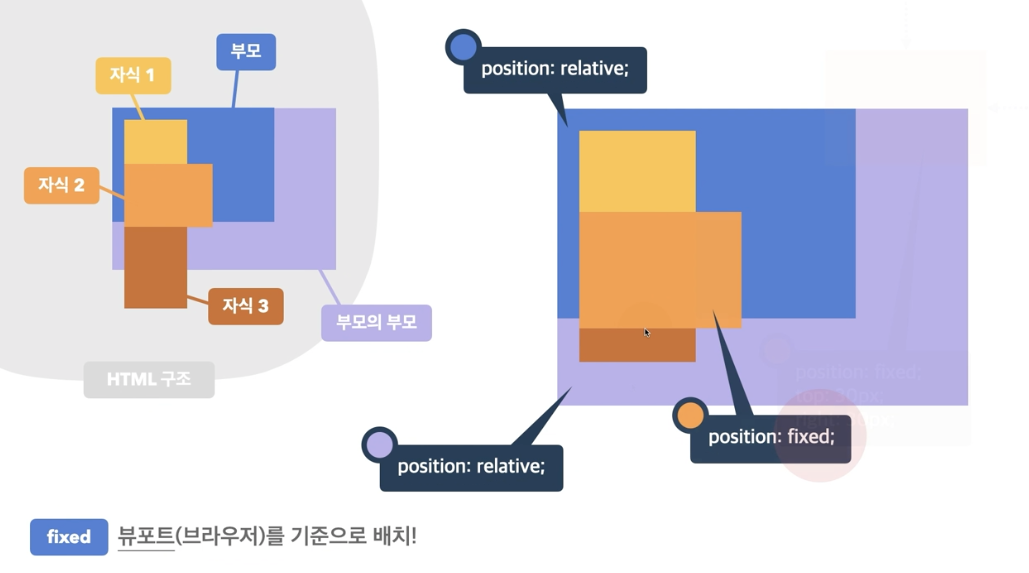 부모
자식 1
자식 2
자식 3
부모의 부모
HTML 구조
position: relative;
position: relative;
position: fixed;
position: fixed;
fixed
뷰포트(브라우저)를 기준으로 배치!